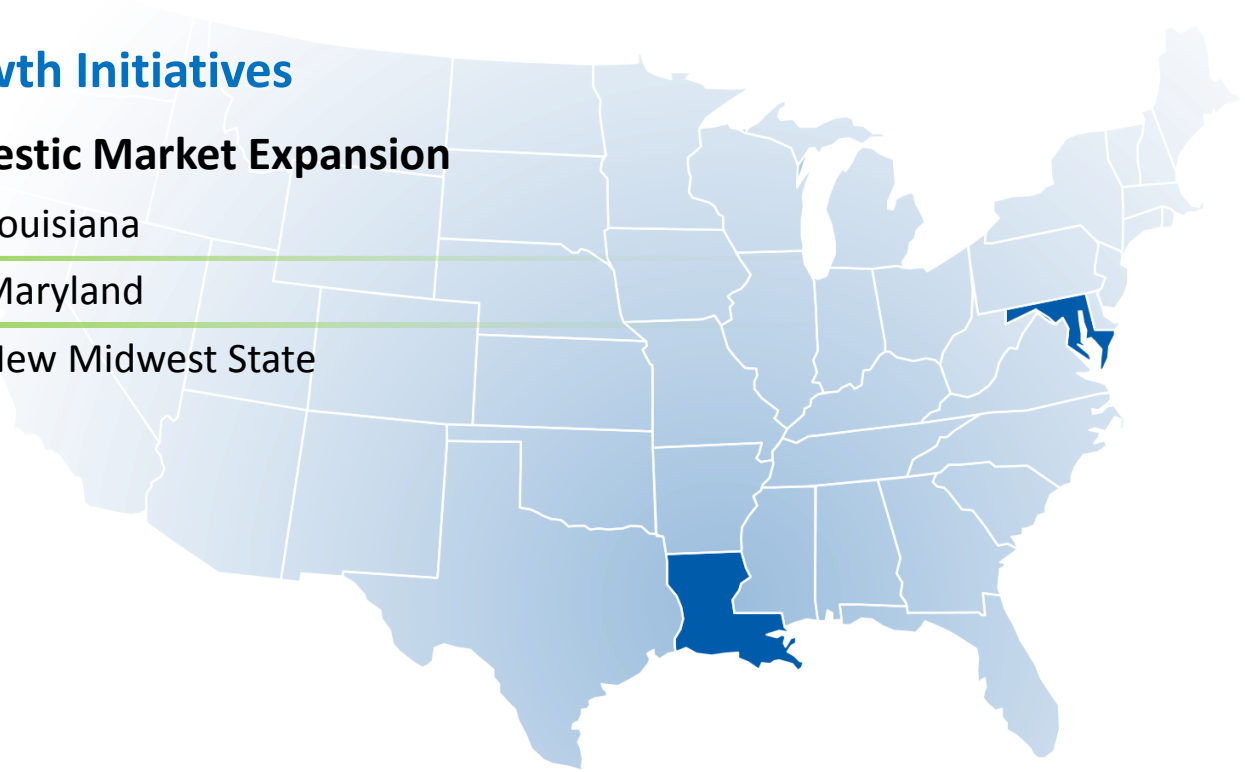 wth Initiatives
estic Market Expansion
ouisiana
Maryland
New Midwest State